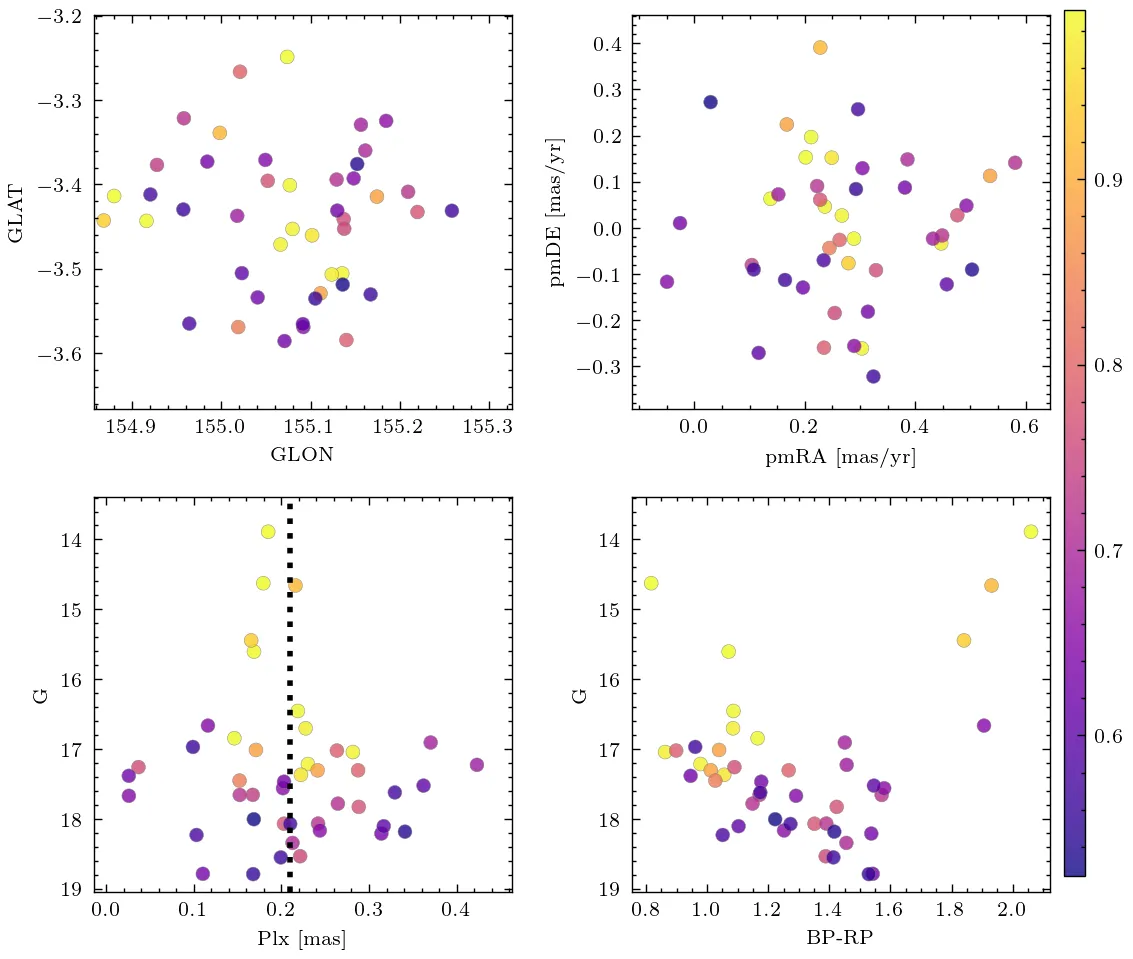 −3.2
−3.3
−3.4
−3.5
−3.6
GLAT
154.9 155.0 155.1 155.2 155.3
GLON
0.4
0.3
0.2
0.1
0.0
−0.1
−0.2
−0.3
pmDE [mas/yr]
0.0 0.2 0.4 0.6
pmRA [mas/yr]
14
15
16
17
18
19
G
0.0 0.1 0.2 0.3 0.4
Plx [mas]
14
15
16
17
18
19
G
0.8 1.0 1.2 1.4 1.6 1.8 2.0
BP-RP
0.9
0.8
0.7
0.6